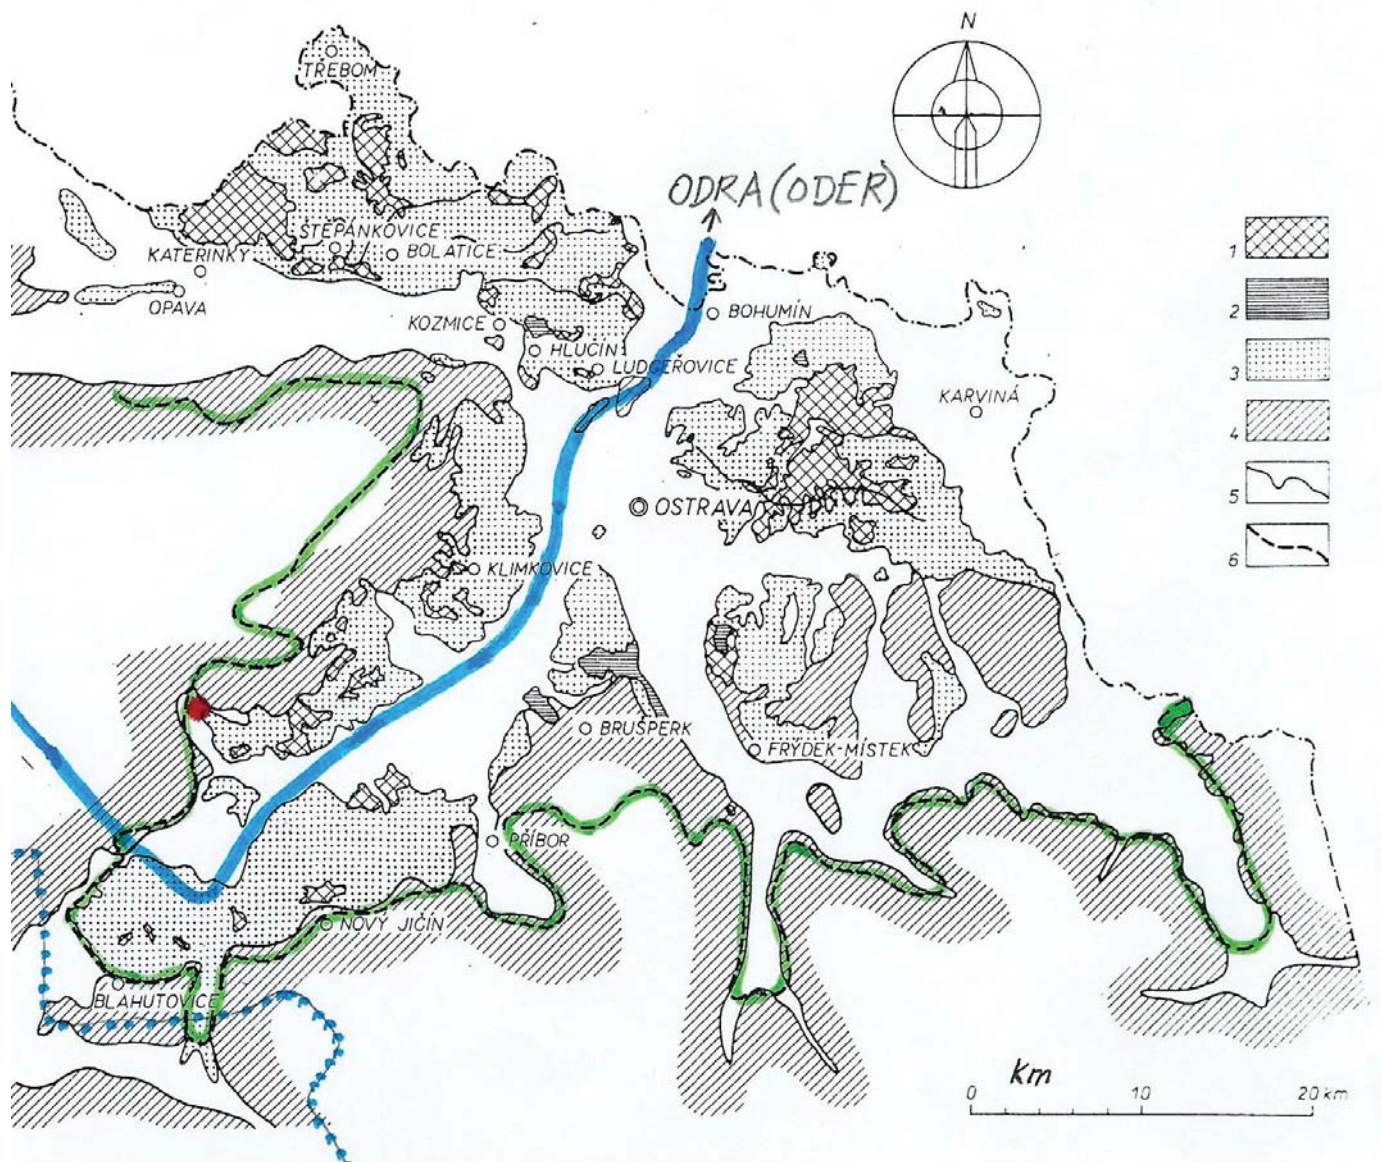 N
TŘEBOM
ODRA (ODER)
ŠTĚPÁNKOVICE
KATEŘINKY
BOLATICE
OPAVA
KOZMICE
BOHUMÍN
HLUČÍN
LUDGEŘOVICE
KARVINÁ
OSTRAVA
KLIMKOVICE
BRUŠPERK
FRÝDEK-MÍSTEK
PŘÍBOR
NOVÝ JIČÍN
BLAHUTOVICE
1
2
3
4
5
6
Km
0 10 20 km